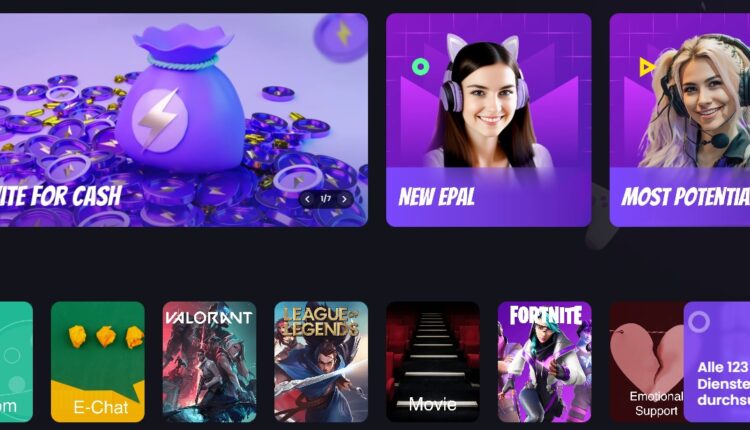 ITE FOR CASH
1/7
NEW EPAL
MOST POTENTIA
om
E-Chat
VALORANT
LEAGUE OF
LEGENDS
Movie
FORTNITE
Emotional
Support
Alle 123
Dienste
durchsu